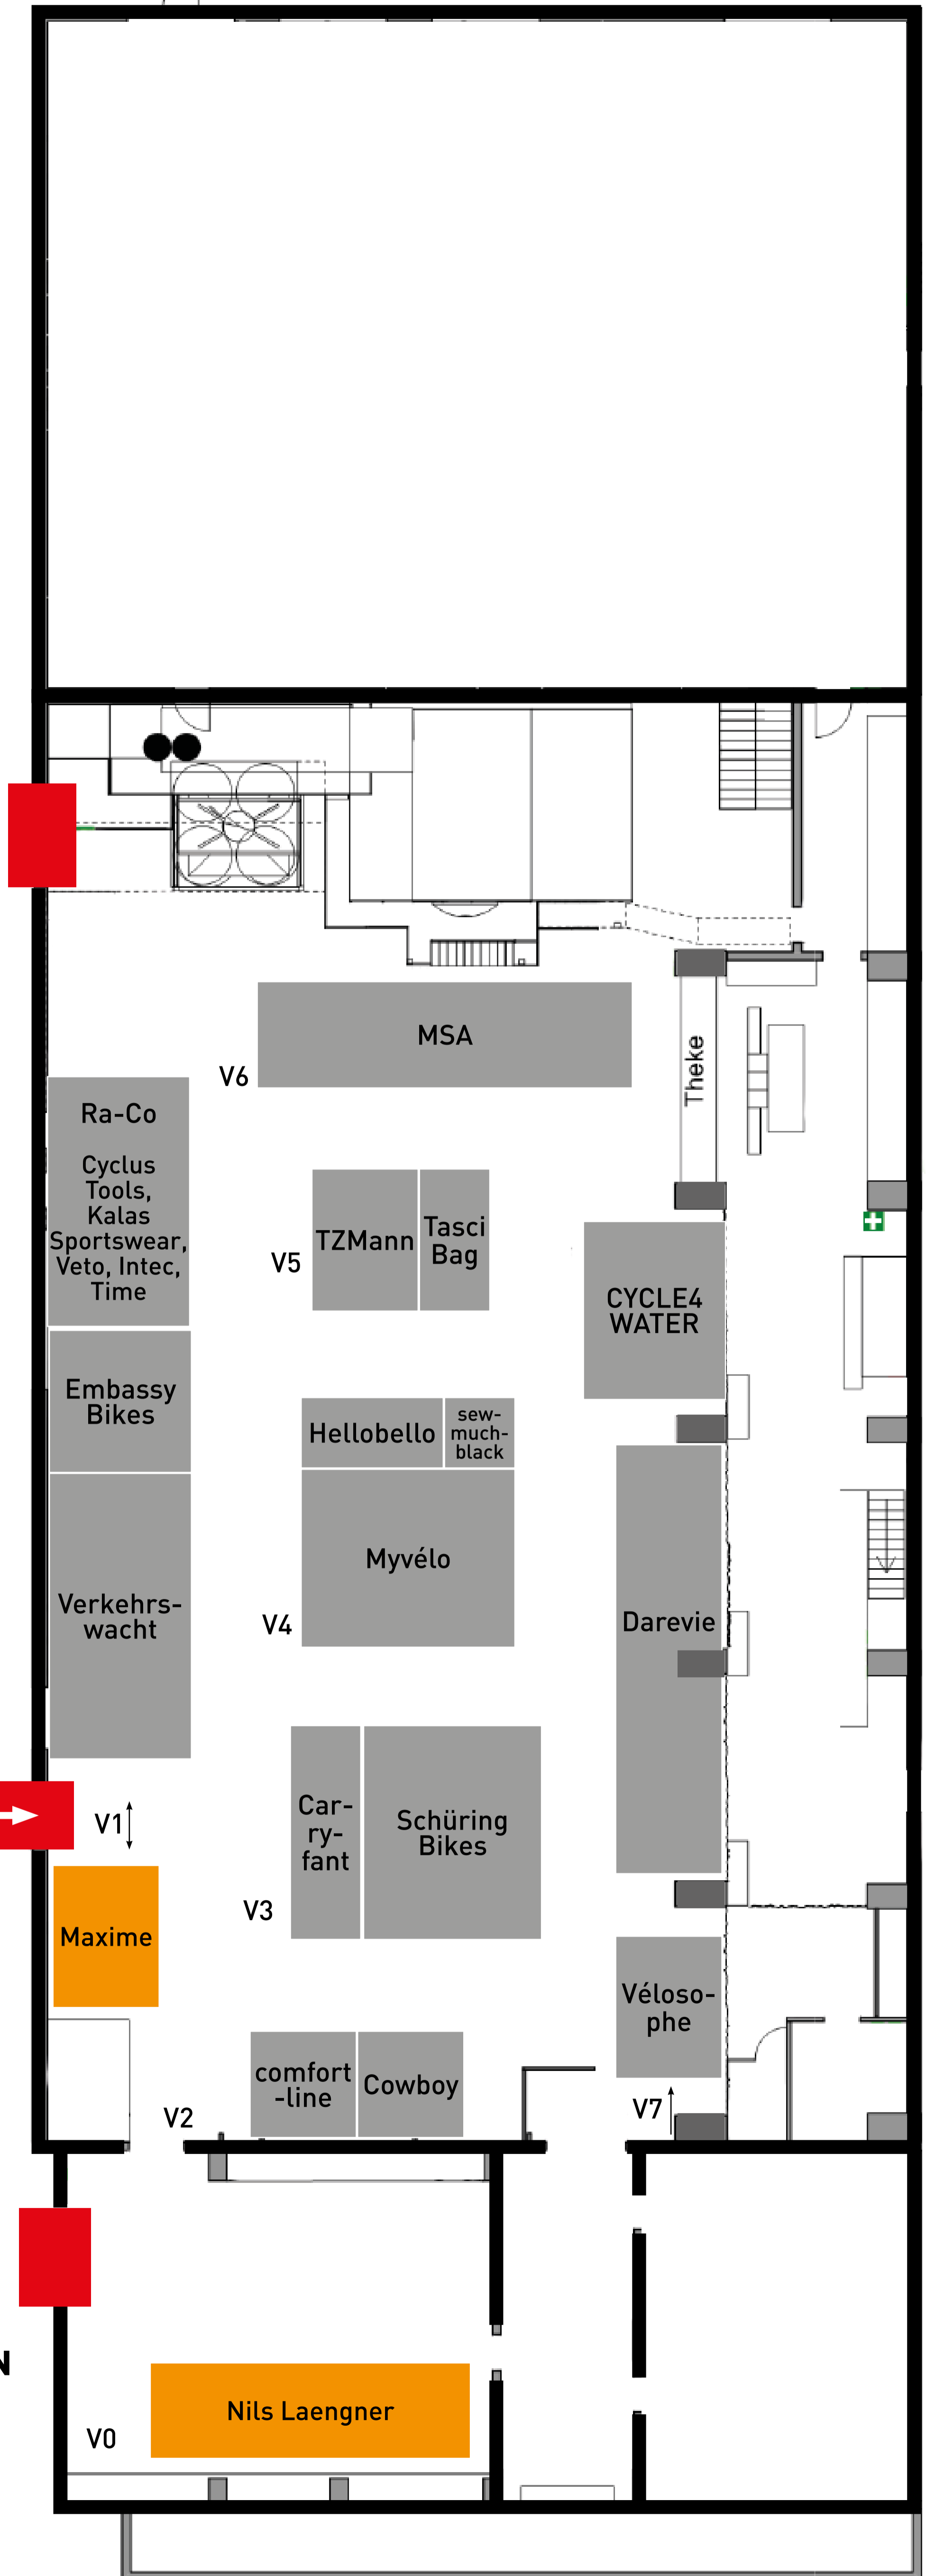 MSA
V6
Theke
Ra-Co
Cyclus
Tools,
Kalas
Sportswear,
Veto, Intec,
Time
TZMann
Tasci
Bag
V5
CYCLE4
WATER
Embassy
Bikes
Hellobello
sew-
much-
black
Myvélo
V4
Verkehrs-
wacht
Darevie
V1
Car-
ry-
fant
Schüring
Bikes
V3
Maxime
Véloso-
phe
comfort
-line
Cowboy
V2
V7
N
Nils Laengner
V0